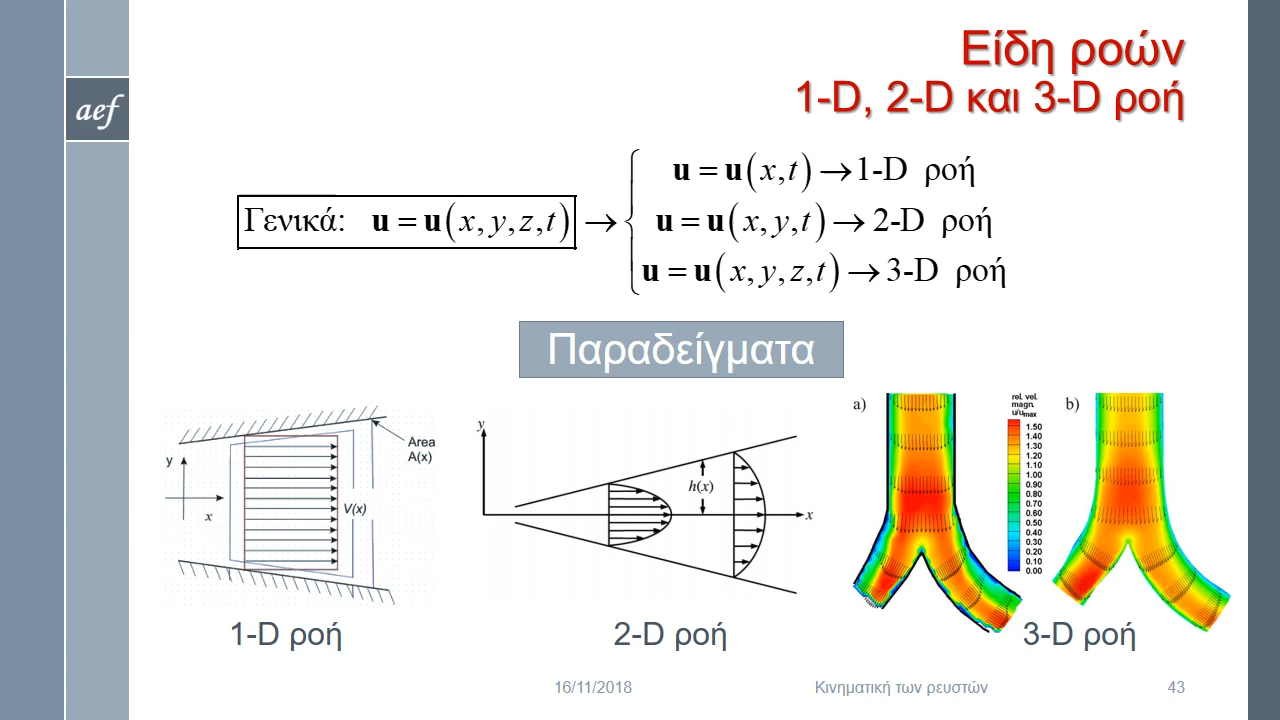 Είδη ροών
1-D, 2-D και 3-D ροή
aef
u = u(x,t) → 1-D ροή
Γενικά: u = u(x, y, z, t) →
u = u(x, y, t) → 2-D ροή
u = u(x, y, z, t) → 3-D ροή
Παραδείγματα
Area
A(x)
y
x
V(x)
y
h(x)
x
a)
rel. vel.
magn.
u/umax
1.50
1.40
1.30
1.20
1.10
1.00
0.90
0.80
0.70
0.60
0.50
0.40
0.30
0.20
0.10
0.00
b)
1-D ροή
2-D ροή
3-D ροή
16/11/2018
Κινηματική των ρευστών
43